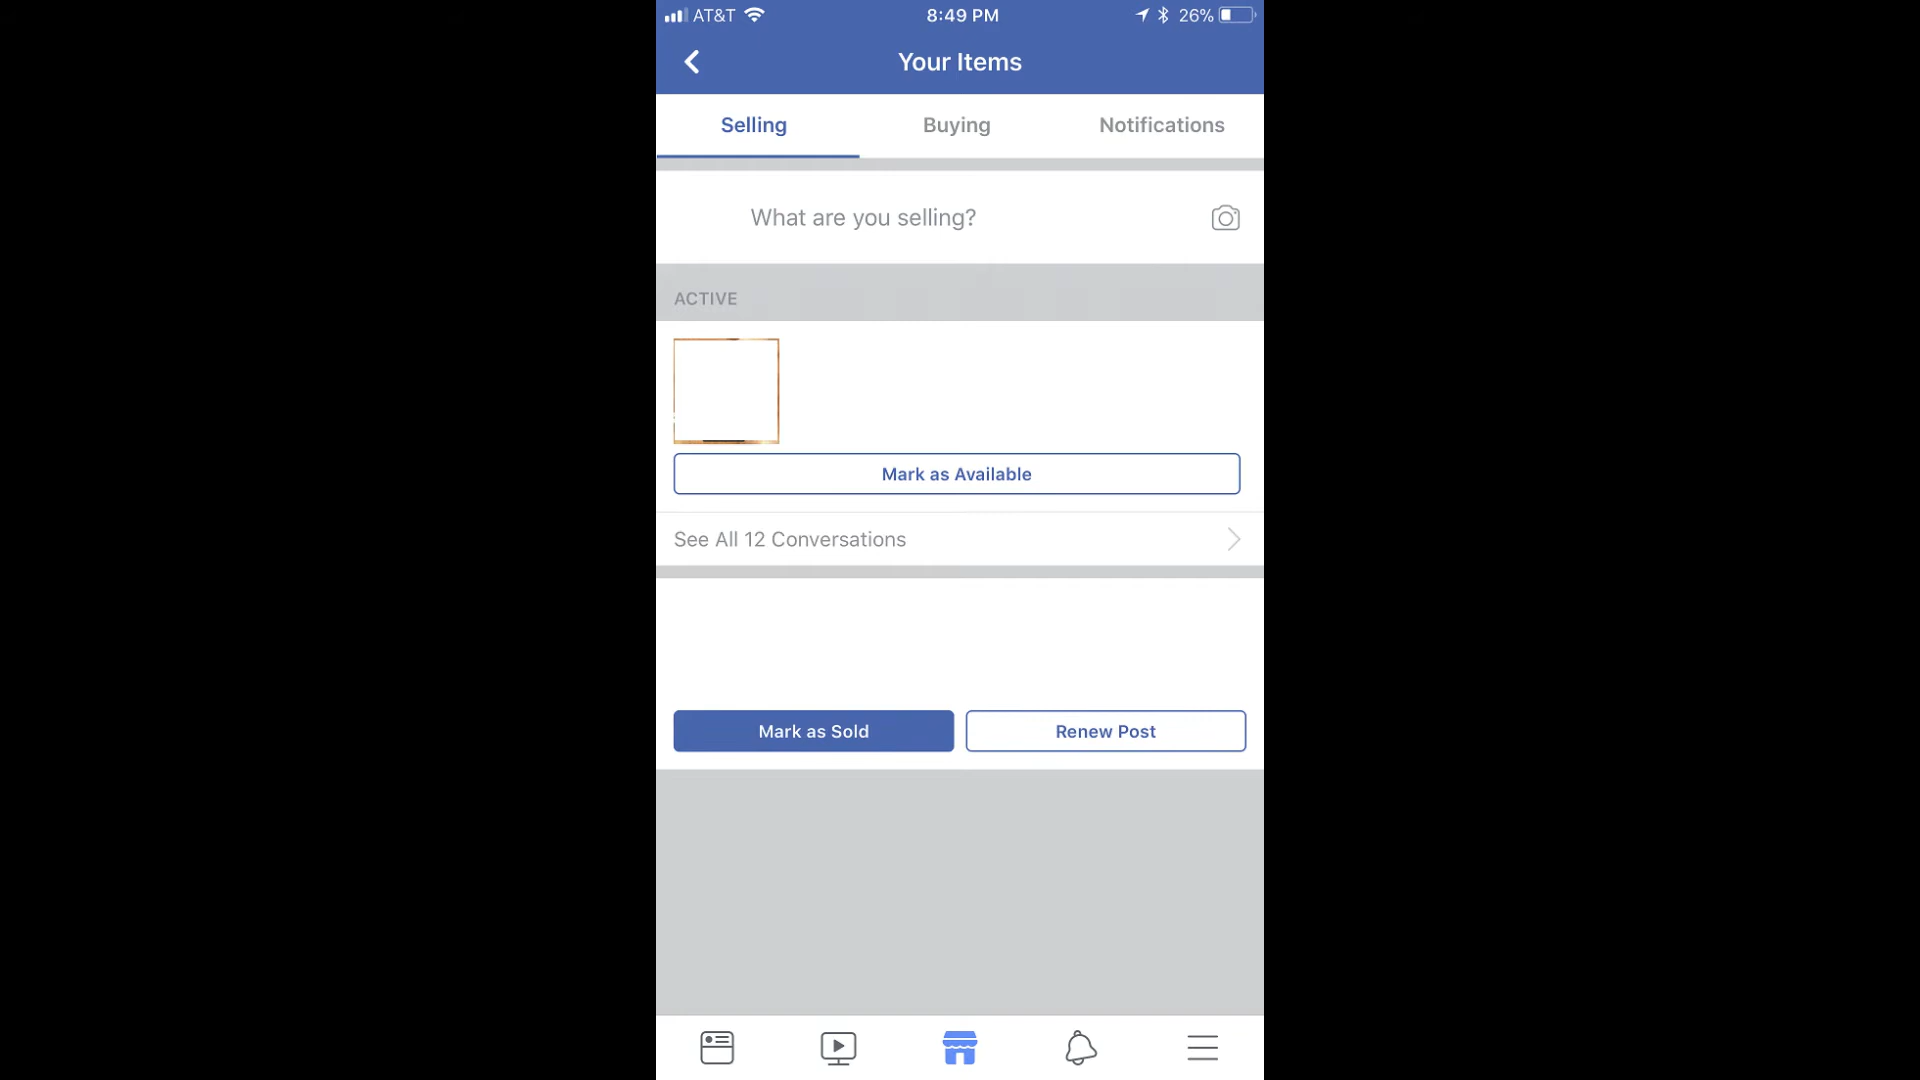 AT&T
8:49 PM
26%
Your Items
Selling
Buying
Notifications
What are you selling?
ACTIVE
Mark as Available
See All 12 Conversations
Mark as Sold
Renew Post